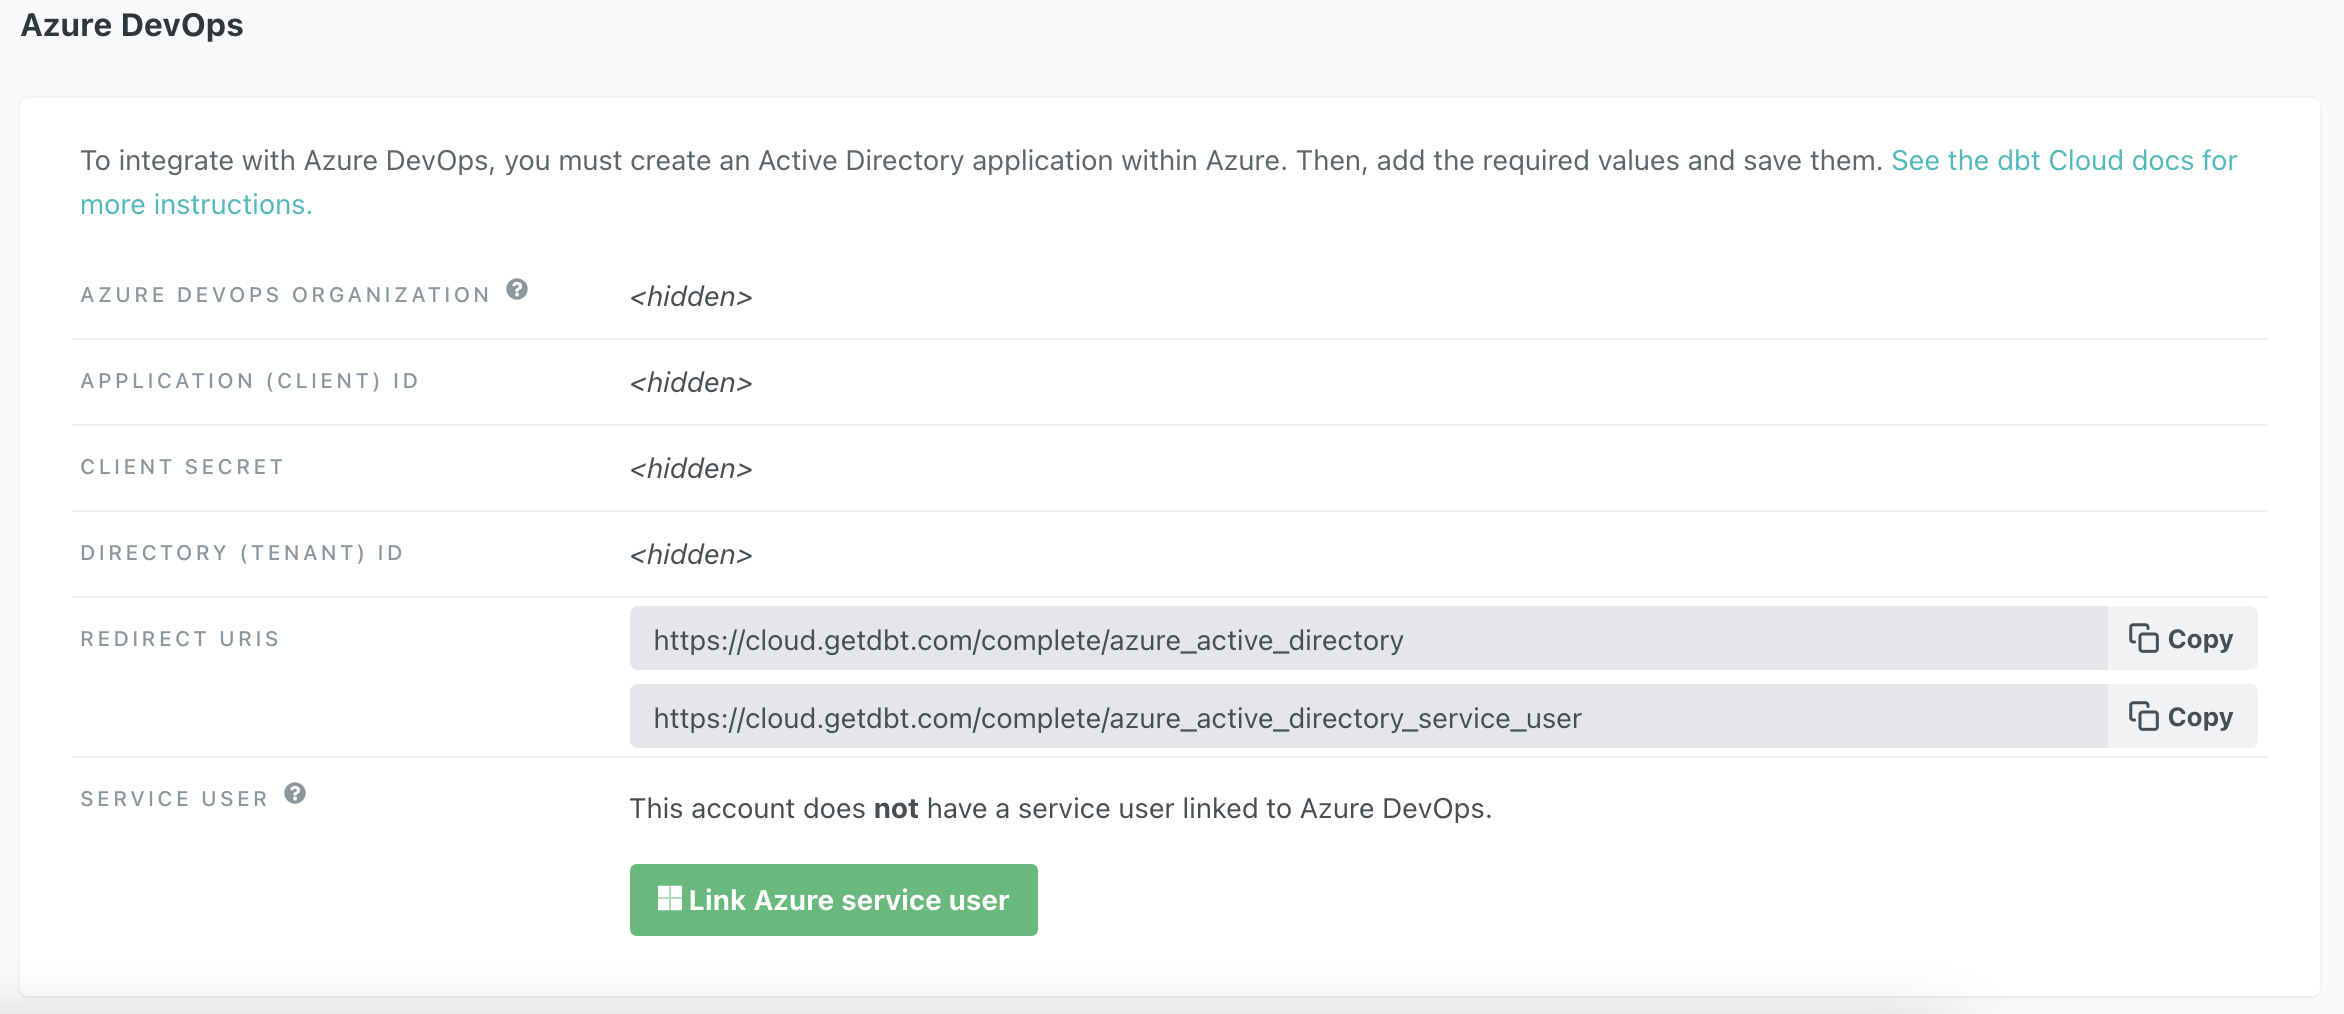 Azure DevOps
To integrate with Azure DevOps, you must create an Active Directory application within Azure. Then, add the required values and save them. See the dbt Cloud docs for
more instructions.
AZURE DEVOPS ORGANIZATION ?
<hidden>
APPLICATION (CLIENT) ID
<hidden>
CLIENT SECRET
<hidden>
DIRECTORY (TENANT) ID
<hidden>
REDIRECT URIS
https://cloud.getdbt.com/complete/azure_active_directory
Copy
https://cloud.getdbt.com/complete/azure_active_directory_service_user
Copy
SERVICE USER ?
This account does not have a service user linked to Azure DevOps.
Link Azure service user